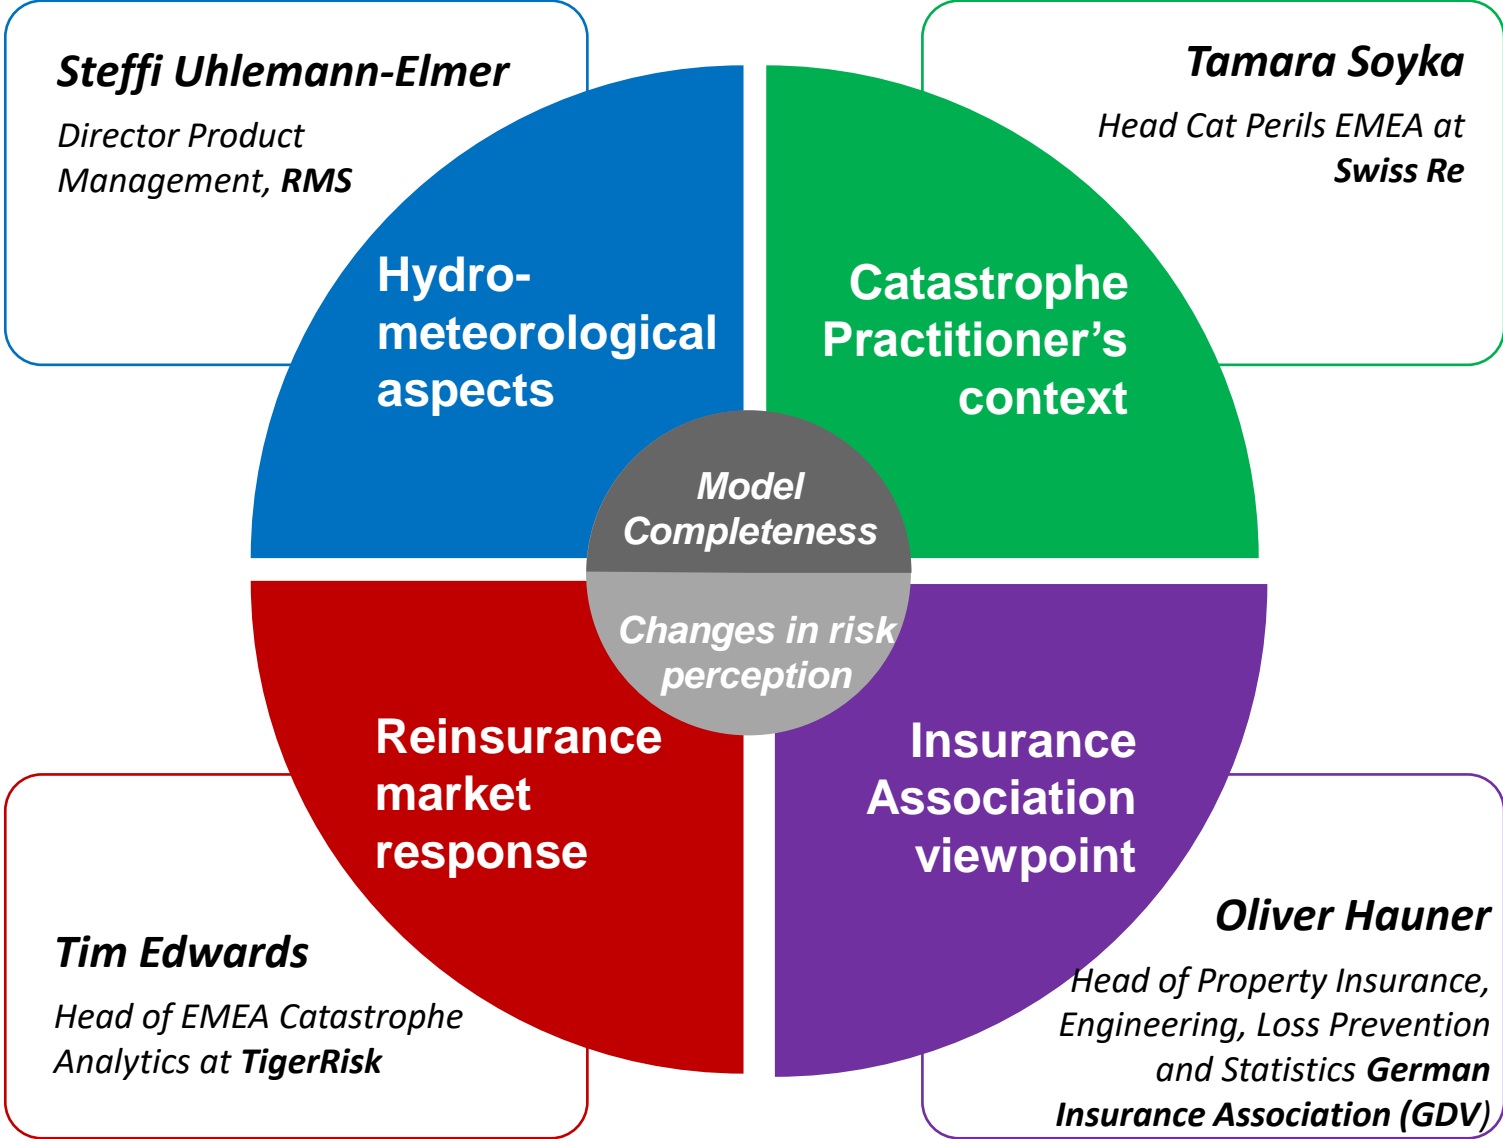 Steffi Uhlemann-Elmer
Director Product
Management, RMS
Tamara Soyka
Head Cat Perils EMEA at
Swiss Re
Hydro-
meteorological
aspects
Catastrophe
Practitioner’s
context
Model
Completeness
Changes in risk
perception
Reinsurance
market
response
Insurance
Association
viewpoint
Tim Edwards
Head of EMEA Catastrophe
Analytics at TigerRisk
Oliver Hauner
Head of Property Insurance,
Engineering, Loss Prevention
and Statistics German
Insurance Association (GDV)